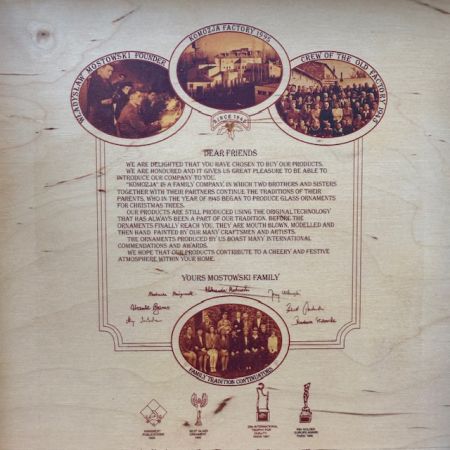 KOMOZJA FACTORY
WLADYSLAW MOSTOWSKI FOUNDER
CREW OF THE OLD FACTORY
SINCE
DEAR FRIENDS
WE ARE DELIGHTED THAT YOU HAVE CHOSEN TO BUY OUR PRODUCTS.
WE ARE HONOURED AND IT GIVES US GREAT PLEASURE TO BE ABLE TO
INTRODUCE OUR COMPANY TO YOU.
"KOMOZJA" IS A FAMILY COMPANY, IN WHICH TWO BROTHERS AND SISTERS
TOGETHER WITH THEIR PARTNERS CONTINUE THE TRADITIONS OF THEIR
PARENTS, WHO IN THE YEAR OF 1945 BEGAN TO PRODUCE GLASS ORNAMENTS
FOR CHRISTMAS TREES.
OUR PRODUCTS ARE STILL PRODUCED USING THE ORIGINAL TECHNOLOGY
THAT HAS ALWAYS BEEN A PART OF OUR TRADITION. BEFORE THE
ORNAMENTS FINALLY REACH YOU, THEY ARE MOUTH BLOWN, MODELLED AND
THEN HAND. PAINTED BY OUR MANY CRAFTSMEN AND ARTISTS.
THE ORNAMENTS PRODUCED BY US BOAST MANY INTERNATIONAL
COMMENDATIONS AND AWARDS.
WE HOPE THAT OUR PRODUCTS CONTRIBUTE TO A CHEERY AND FESTIVE
ATMOSPHERE WITHIN YOUR HOME.
YOURS MOSTOWSKI FAMILY
FAMILY TRADITION CONTINUATORS